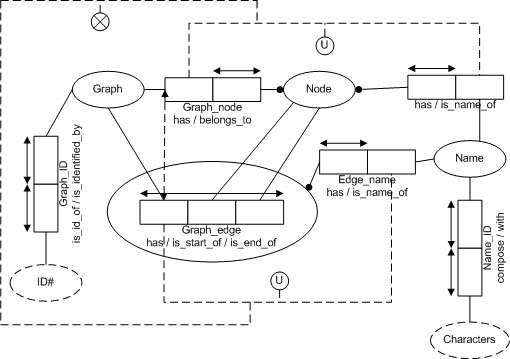 U
Graph
Node
Graph_node
has / belongs_to
has / is_name_of
Graph_ID
is_id_of / is_identified_by
Edge_name
has / is_name_of
Name
Graph_edge
has / is_start_of / is_end_of
Name_ID
compose / with
ID#
U
Characters